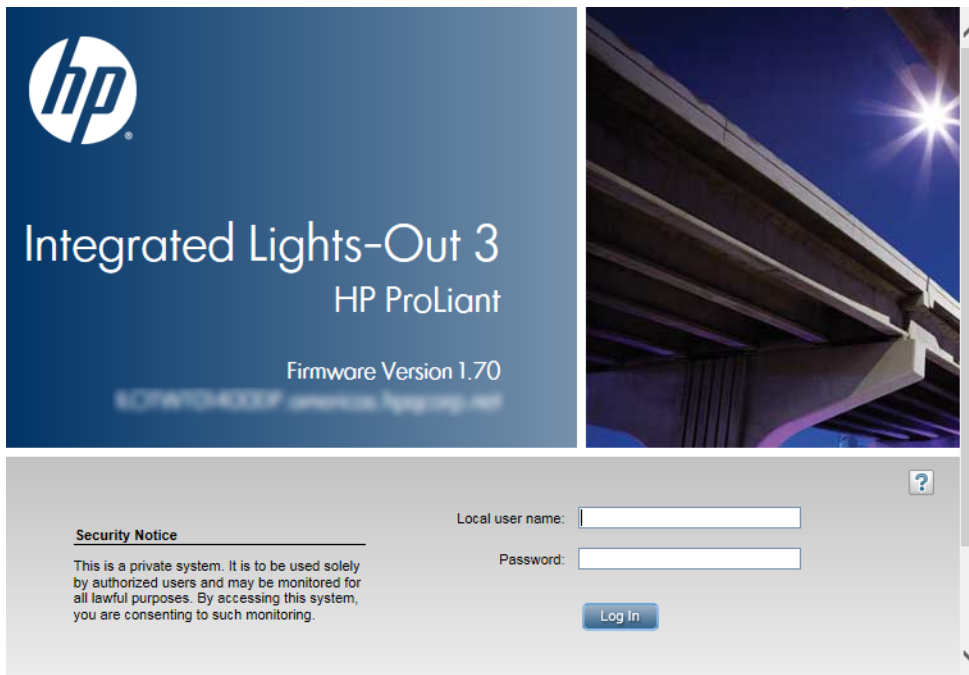 hp
Integrated Lights-Out 3
HP ProLiant
Firmware Version 1.70
?
Local user name:
Password:
Security Notice
This is a private system. It is to be used solely
by authorized users and may be monitored for
all lawful purposes. By accessing this system,
you are consenting to such monitoring.
Log In